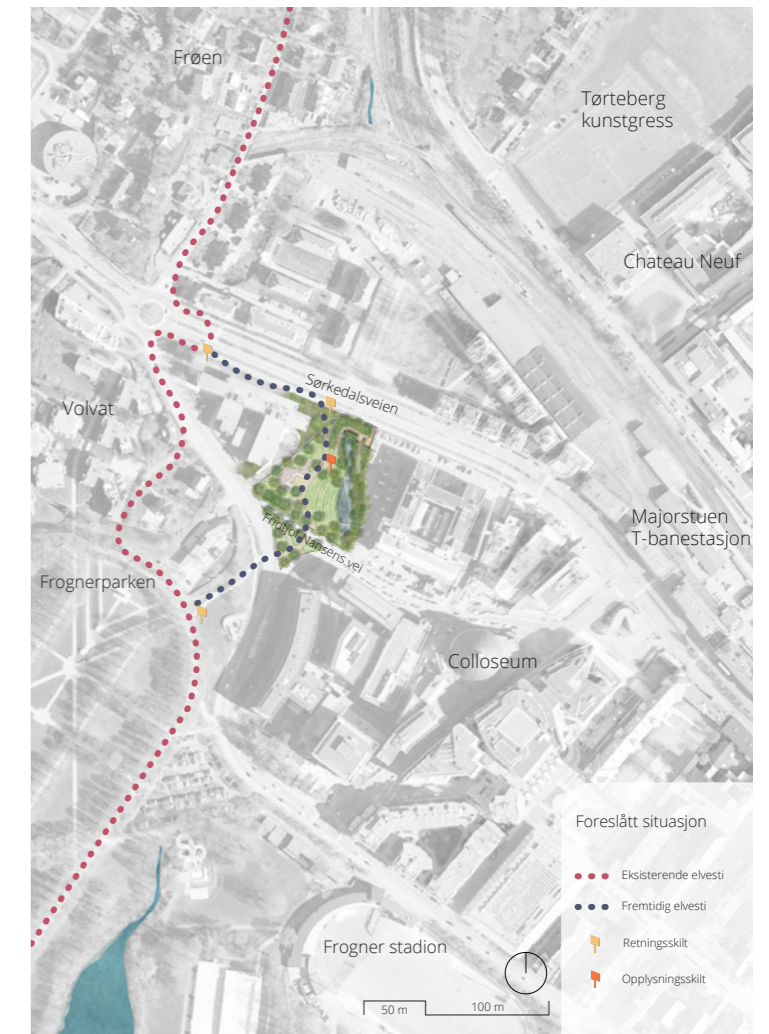 Frøen
Tørteberg
kunstgress
Chateau Neuf
Sørkedalsveien
Volvat
Majorstuen
T-banestasjon
Fridtjof Nansens vei
Frognerparken
Colloseum
Foreslått situasjon
Eksisterende elvesti
Fremtidig elvesti
Retningsskilt
Opplysningsskilt
Frogner stadion
50 m
100 m